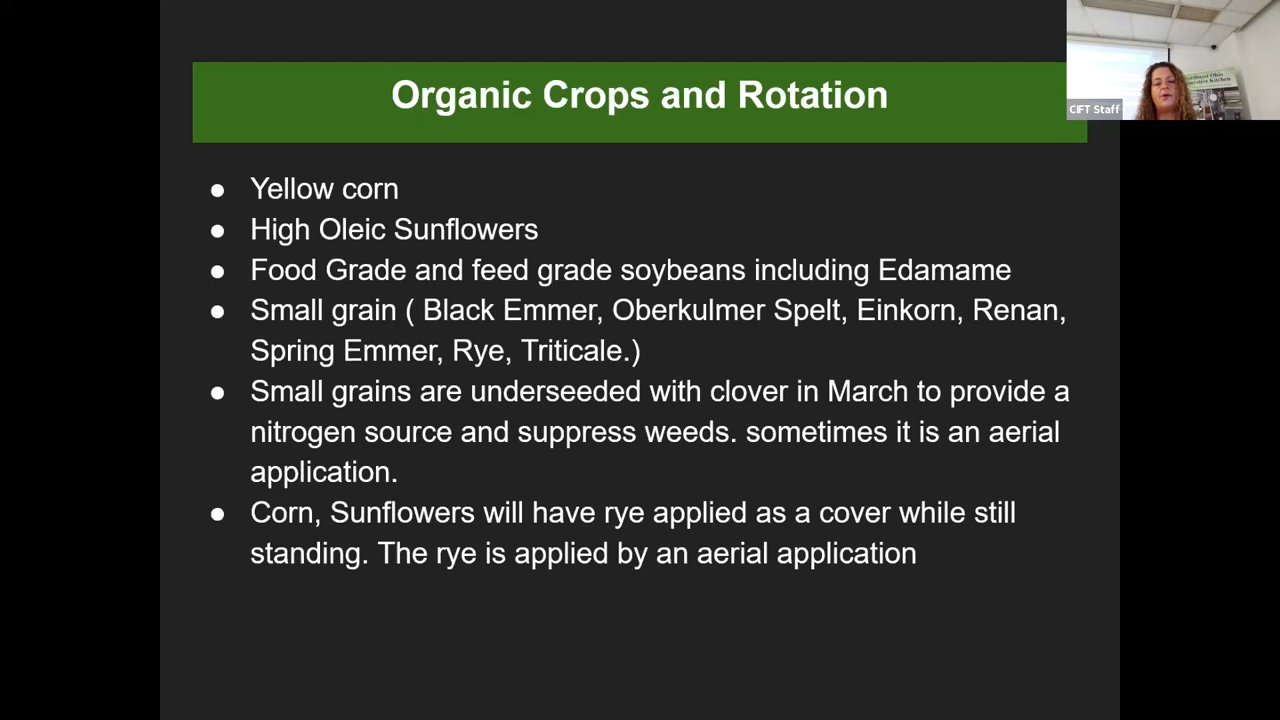 Organic Crops and Rotation
CIFT Staff
● Yellow corn
● High Oleic Sunflowers
● Food Grade and feed grade soybeans including Edamame
● Small grain ( Black Emmer, Oberkulmer Spelt, Einkorn, Renan,
Spring Emmer, Rye, Triticale.)
● Small grains are underseeded with clover in March to provide a
nitrogen source and suppress weeds. sometimes it is an aerial
application.
● Corn, Sunflowers will have rye applied as a cover while still
standing. The rye is applied by an aerial application